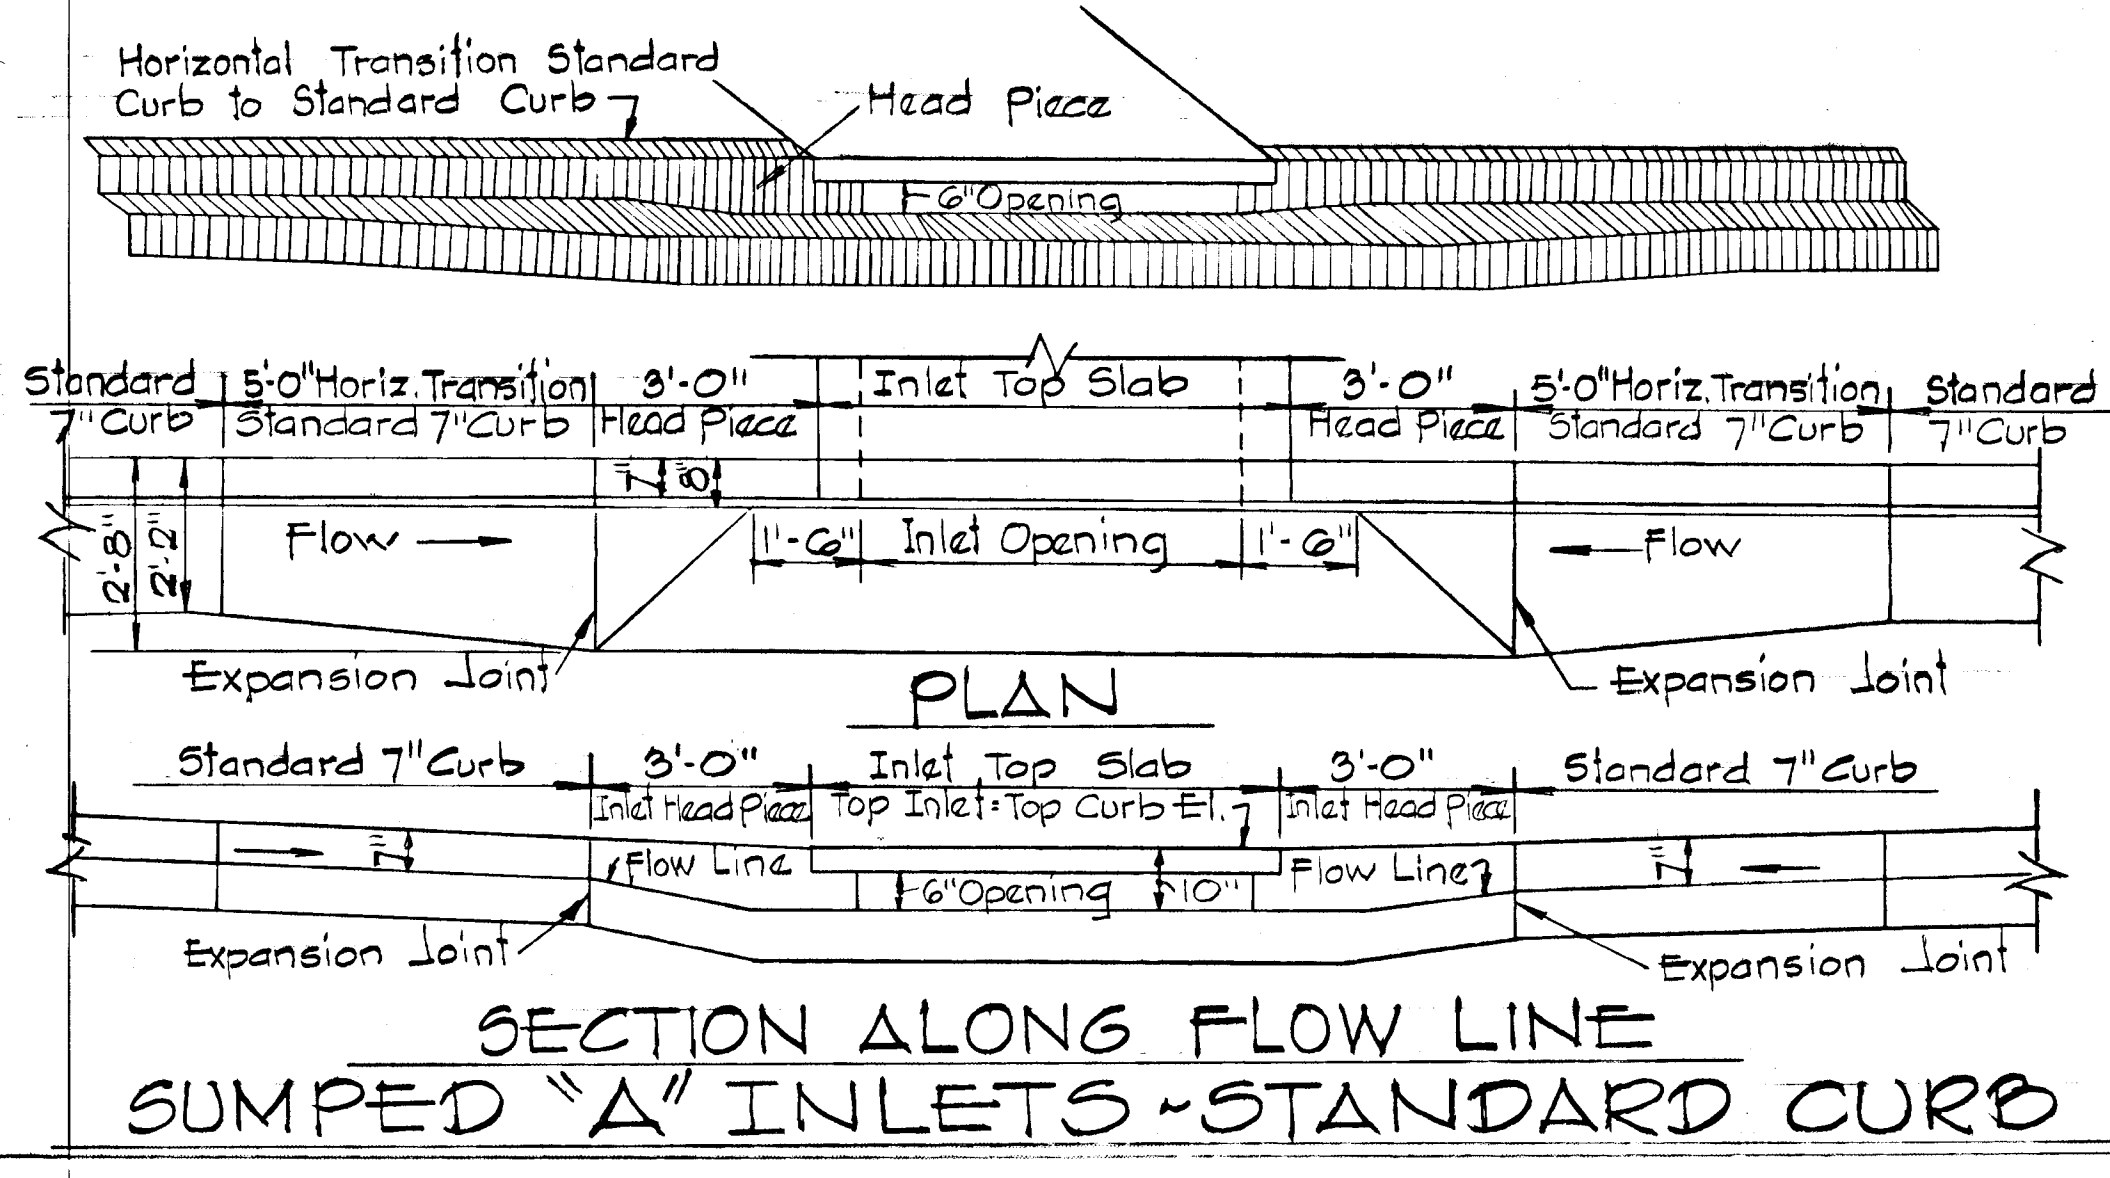 Horizontal Transition Standard
Curb to Standard Curb
Head Piece
6" Opening
Standard
7" Curb
5'-0" Horiz. Transition
Standard 7" Curb
3'-0"
Head Piece
Inlet Top Slab
3'-0"
Head Piece
5'-0" Horiz. Transition
Standard 7" Curb
Standard
7" Curb
7"
8"
2'-8"
2'-2"
Flow
1'-6"
Inlet Opening
1'-6"
Flow
Expansion Joint
PLAN
Expansion Joint
Standard 7" Curb
3'-0"
Inlet Head Piece
Inlet Top Slab
Top Inlet = Top Curb El.
3'-0"
Inlet Head Piece
Standard 7" Curb
7"
Flow Line
6" Opening
10"
Flow Line
7"
Expansion Joint
Expansion Joint
SECTION ALONG FLOW LINE
SUMPED "A" INLETS ~ STANDARD CURB